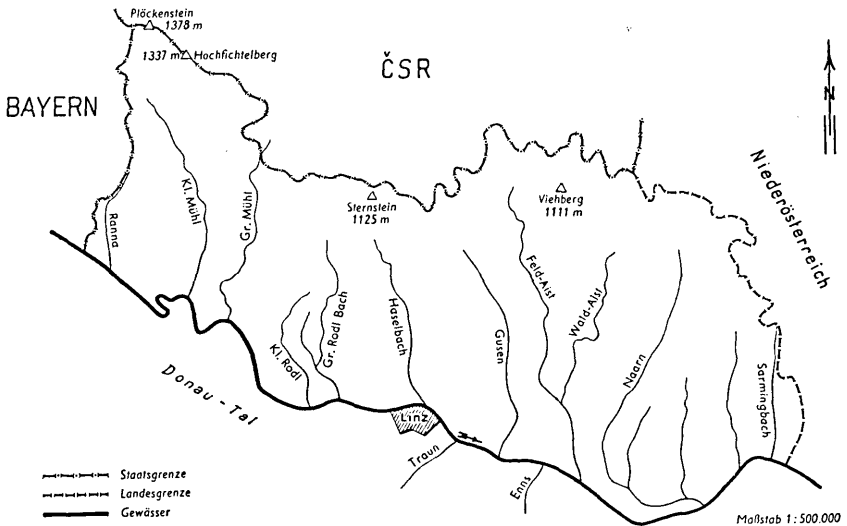 Plöckenstein
1378 m
1337 m Hochfichtelberg
ČSR
BAYERN
N
Niederösterreich
Sternstein
1125 m
Viehberg
1111 m
Ranna
Kl. Mühl
Gr. Mühl
Kl. Rodl
Gr. Rodl Bach
Haselbach
Gusen
Feld-Aist
Wald-Aist
Naarn
Sarmingbach
Donau - Tal
Linz
Traun
Enns
Staatsgrenze
Landesgrenze
Gewässer
Maßstab 1 : 500 000